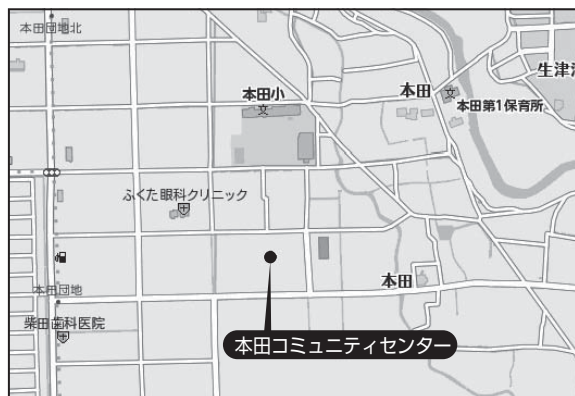 本田団地北
本田小
本田
生津
本田第1保育所
ふくた眼科クリニック
本田団地
本田
柴田歯科医院
本田コミュニティセンター